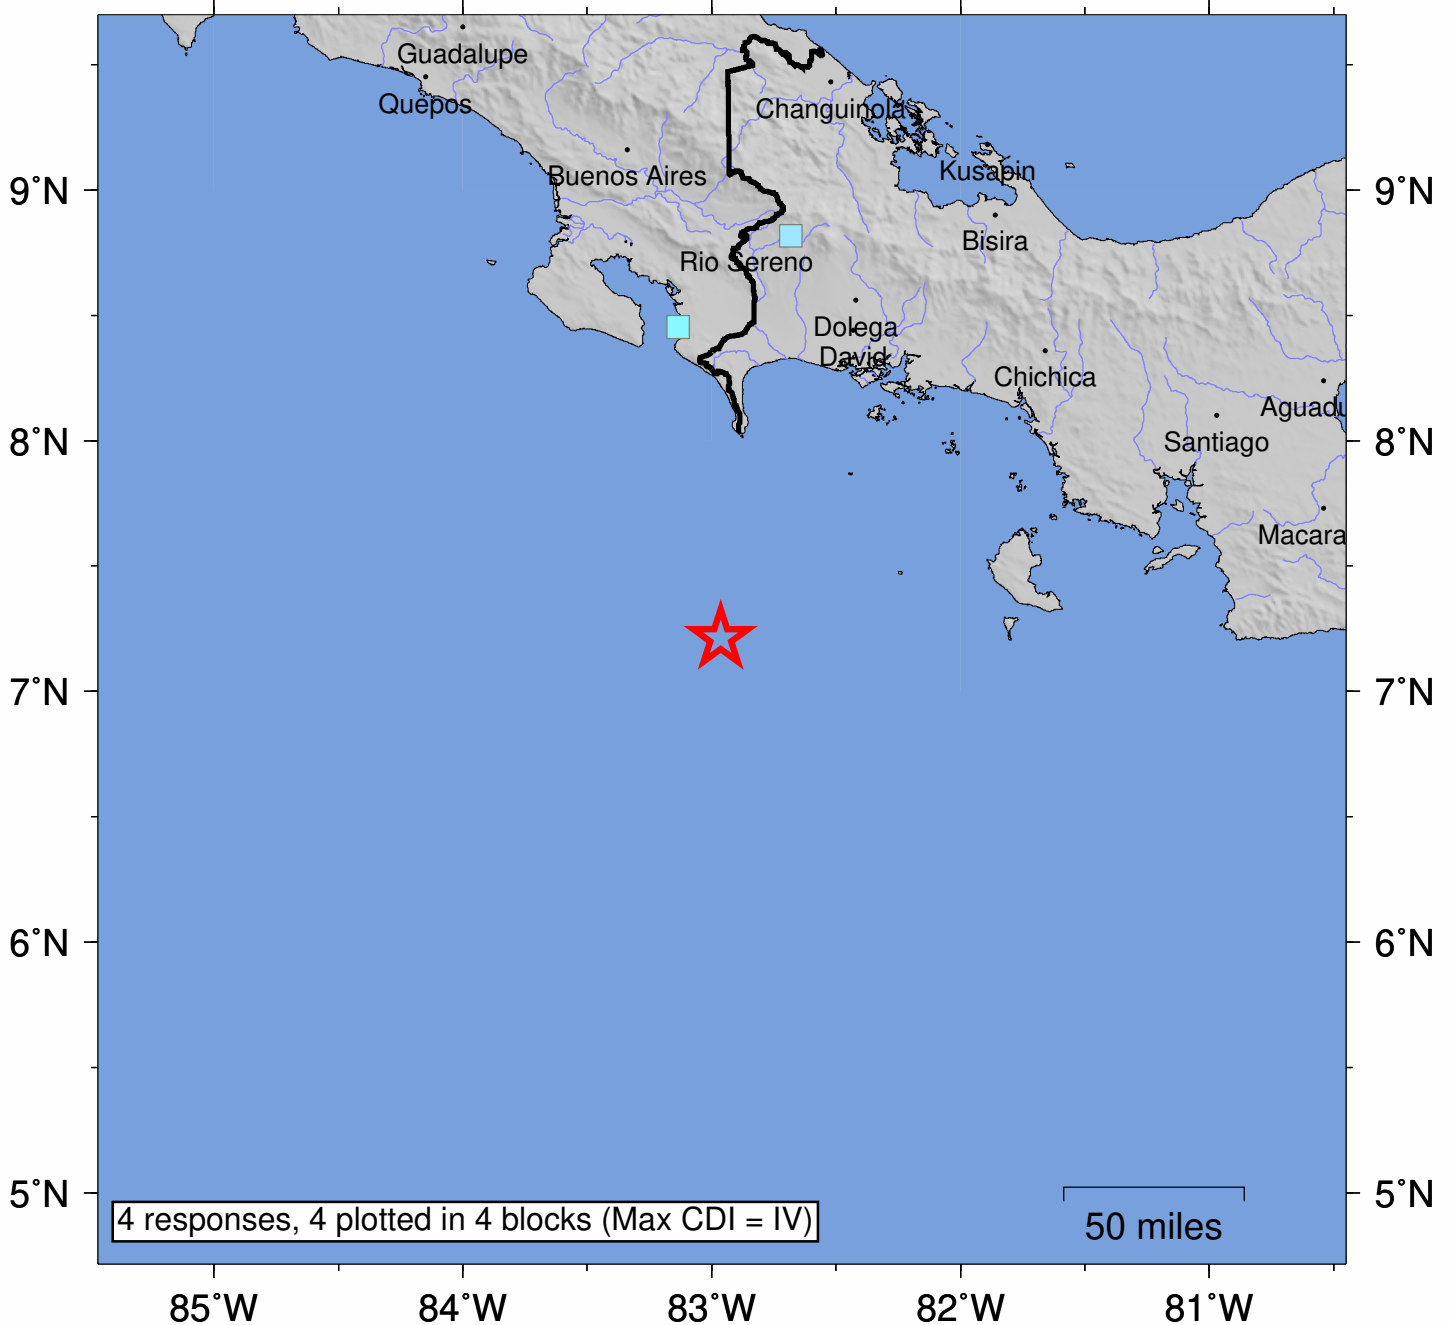 Guadalupe
Quepos
Changuinola
Buenos Aires
Kusapin
9°N
9°N
Bisira
Rio Sereno
Dolega
David
Chichica
Aguadu
8°N
8°N
Santiago
Macara
7°N
7°N
6°N
6°N
5°N
5°N
4 responses, 4 plotted in 4 blocks (Max CDI = IV)
50 miles
85°W
84°W
83°W
82°W
81°W